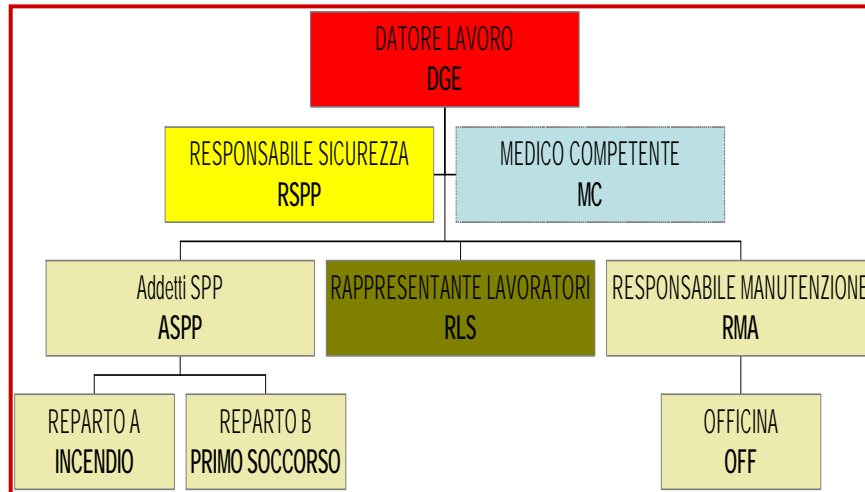 DATORE LAVORO
DGE
RESPONSABILE SICUREZZA
RSPP
MEDICO COMPETENTE
MC
Addetti SPP
ASPP
RAPPRESENTANTE LAVORATORI
RLS
RESPONSABILE MANUTENZIONE
RMA
REPARTO A
INCENDIO
REPARTO B
PRIMO SOCCORSO
OFFICINA
OFF